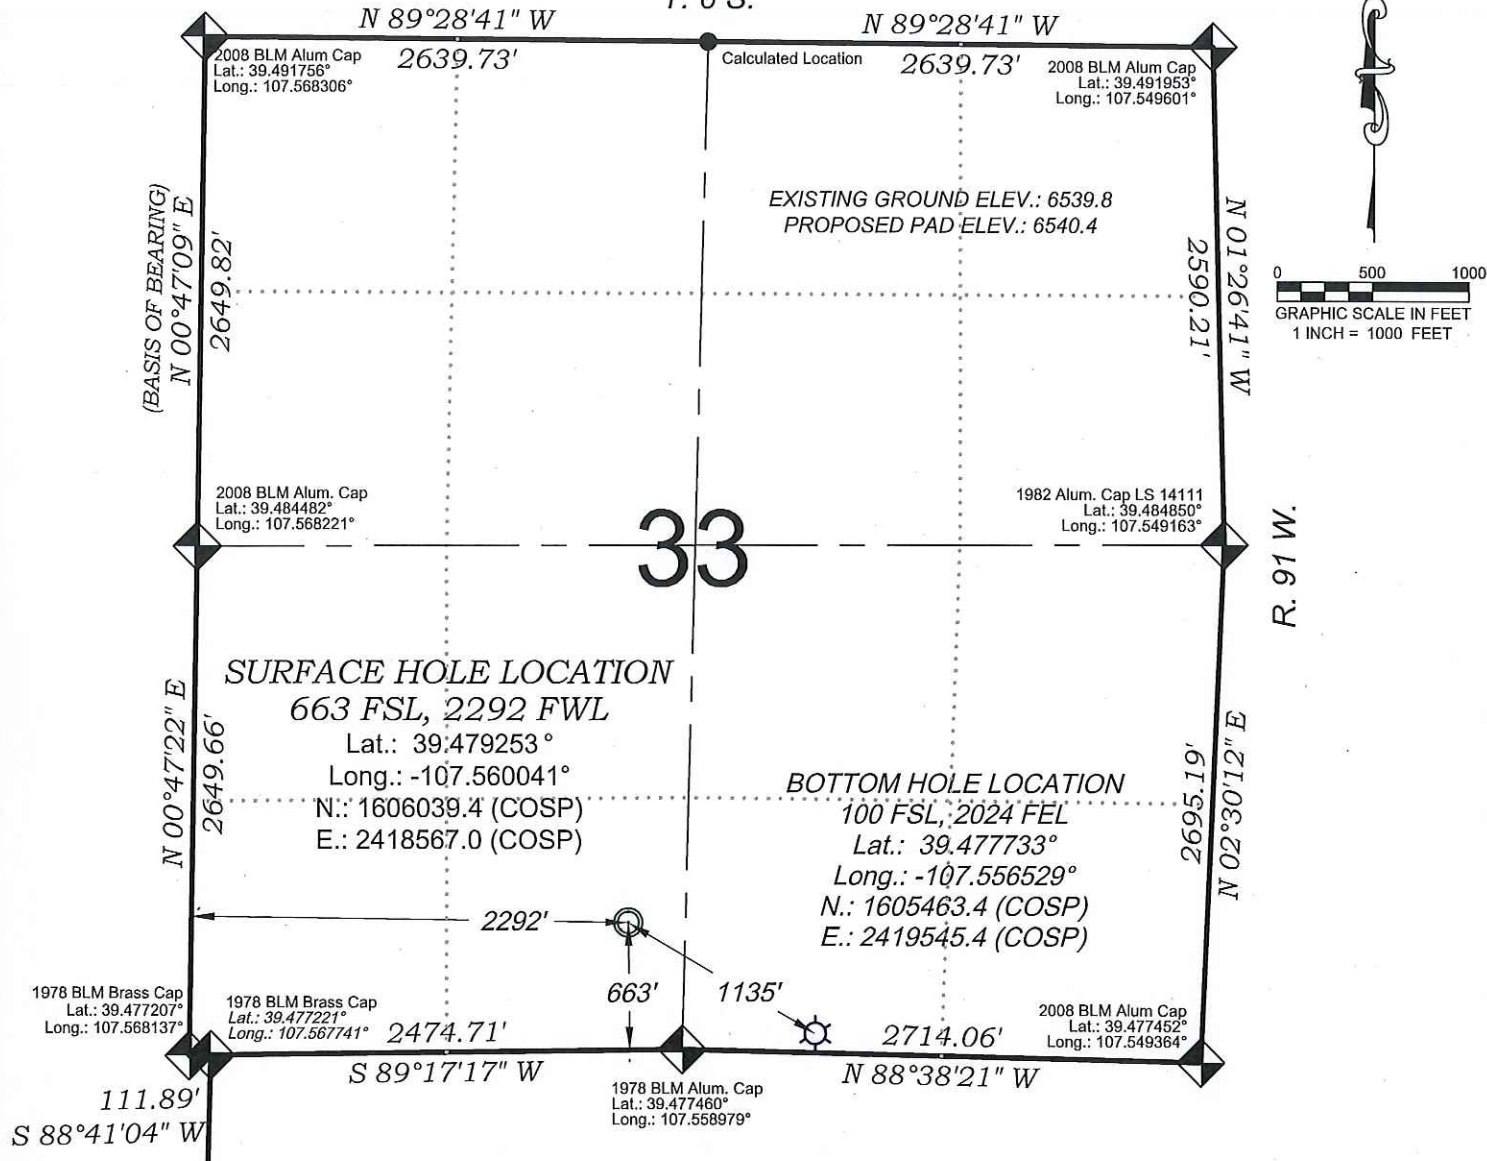 T. 6 S.
N 89°28'41" W
2639.73'
N 89°28'41" W
2639.73'
2008 BLM Alum Cap
Lat.: 39.491756°
Long.: 107.568306°
Calculated Location
2008 BLM Alum Cap
Lat.: 39.491953°
Long.: 107.549601°
EXISTING GROUND ELEV.: 6539.8
PROPOSED PAD ELEV.: 6540.4
(BASIS OF BEARING)
N 00°47'09" E
2649.82'
2590.21'
N 01°26'41" W
0 500 1000
GRAPHIC SCALE IN FEET
1 INCH = 1000 FEET
2008 BLM Alum. Cap
Lat.: 39.484482°
Long.: 107.568221°
33
1982 Alum. Cap LS 14111
Lat.: 39.484850°
Long.: 107.549163°
R. 91 W.
SURFACE HOLE LOCATION
663 FSL, 2292 FWL
Lat.: 39.479253°
Long.: -107.560041°
N.: 1606039.4 (COSP)
E.: 2418567.0 (COSP)
N 00°47'22" E
2649.66'
BOTTOM HOLE LOCATION
100 FSL, 2024 FEL
Lat.: 39.477733°
Long.: -107.556529°
N.: 1605463.4 (COSP)
E.: 2419545.4 (COSP)
2695.19'
N 02°30'12" E
2292'
663'
1135'
1978 BLM Brass Cap
Lat.: 39.477207°
Long.: 107.568137°
1978 BLM Brass Cap
Lat.: 39.477221°
Long.: 107.567741°
2474.71'
S 89°17'17" W
2714.06'
N 88°38'21" W
2008 BLM Alum Cap
Lat.: 39.477452°
Long.: 107.549364°
1978 BLM Alum. Cap
Lat.: 39.477460°
Long.: 107.558979°
111.89'
S 88°41'04" W